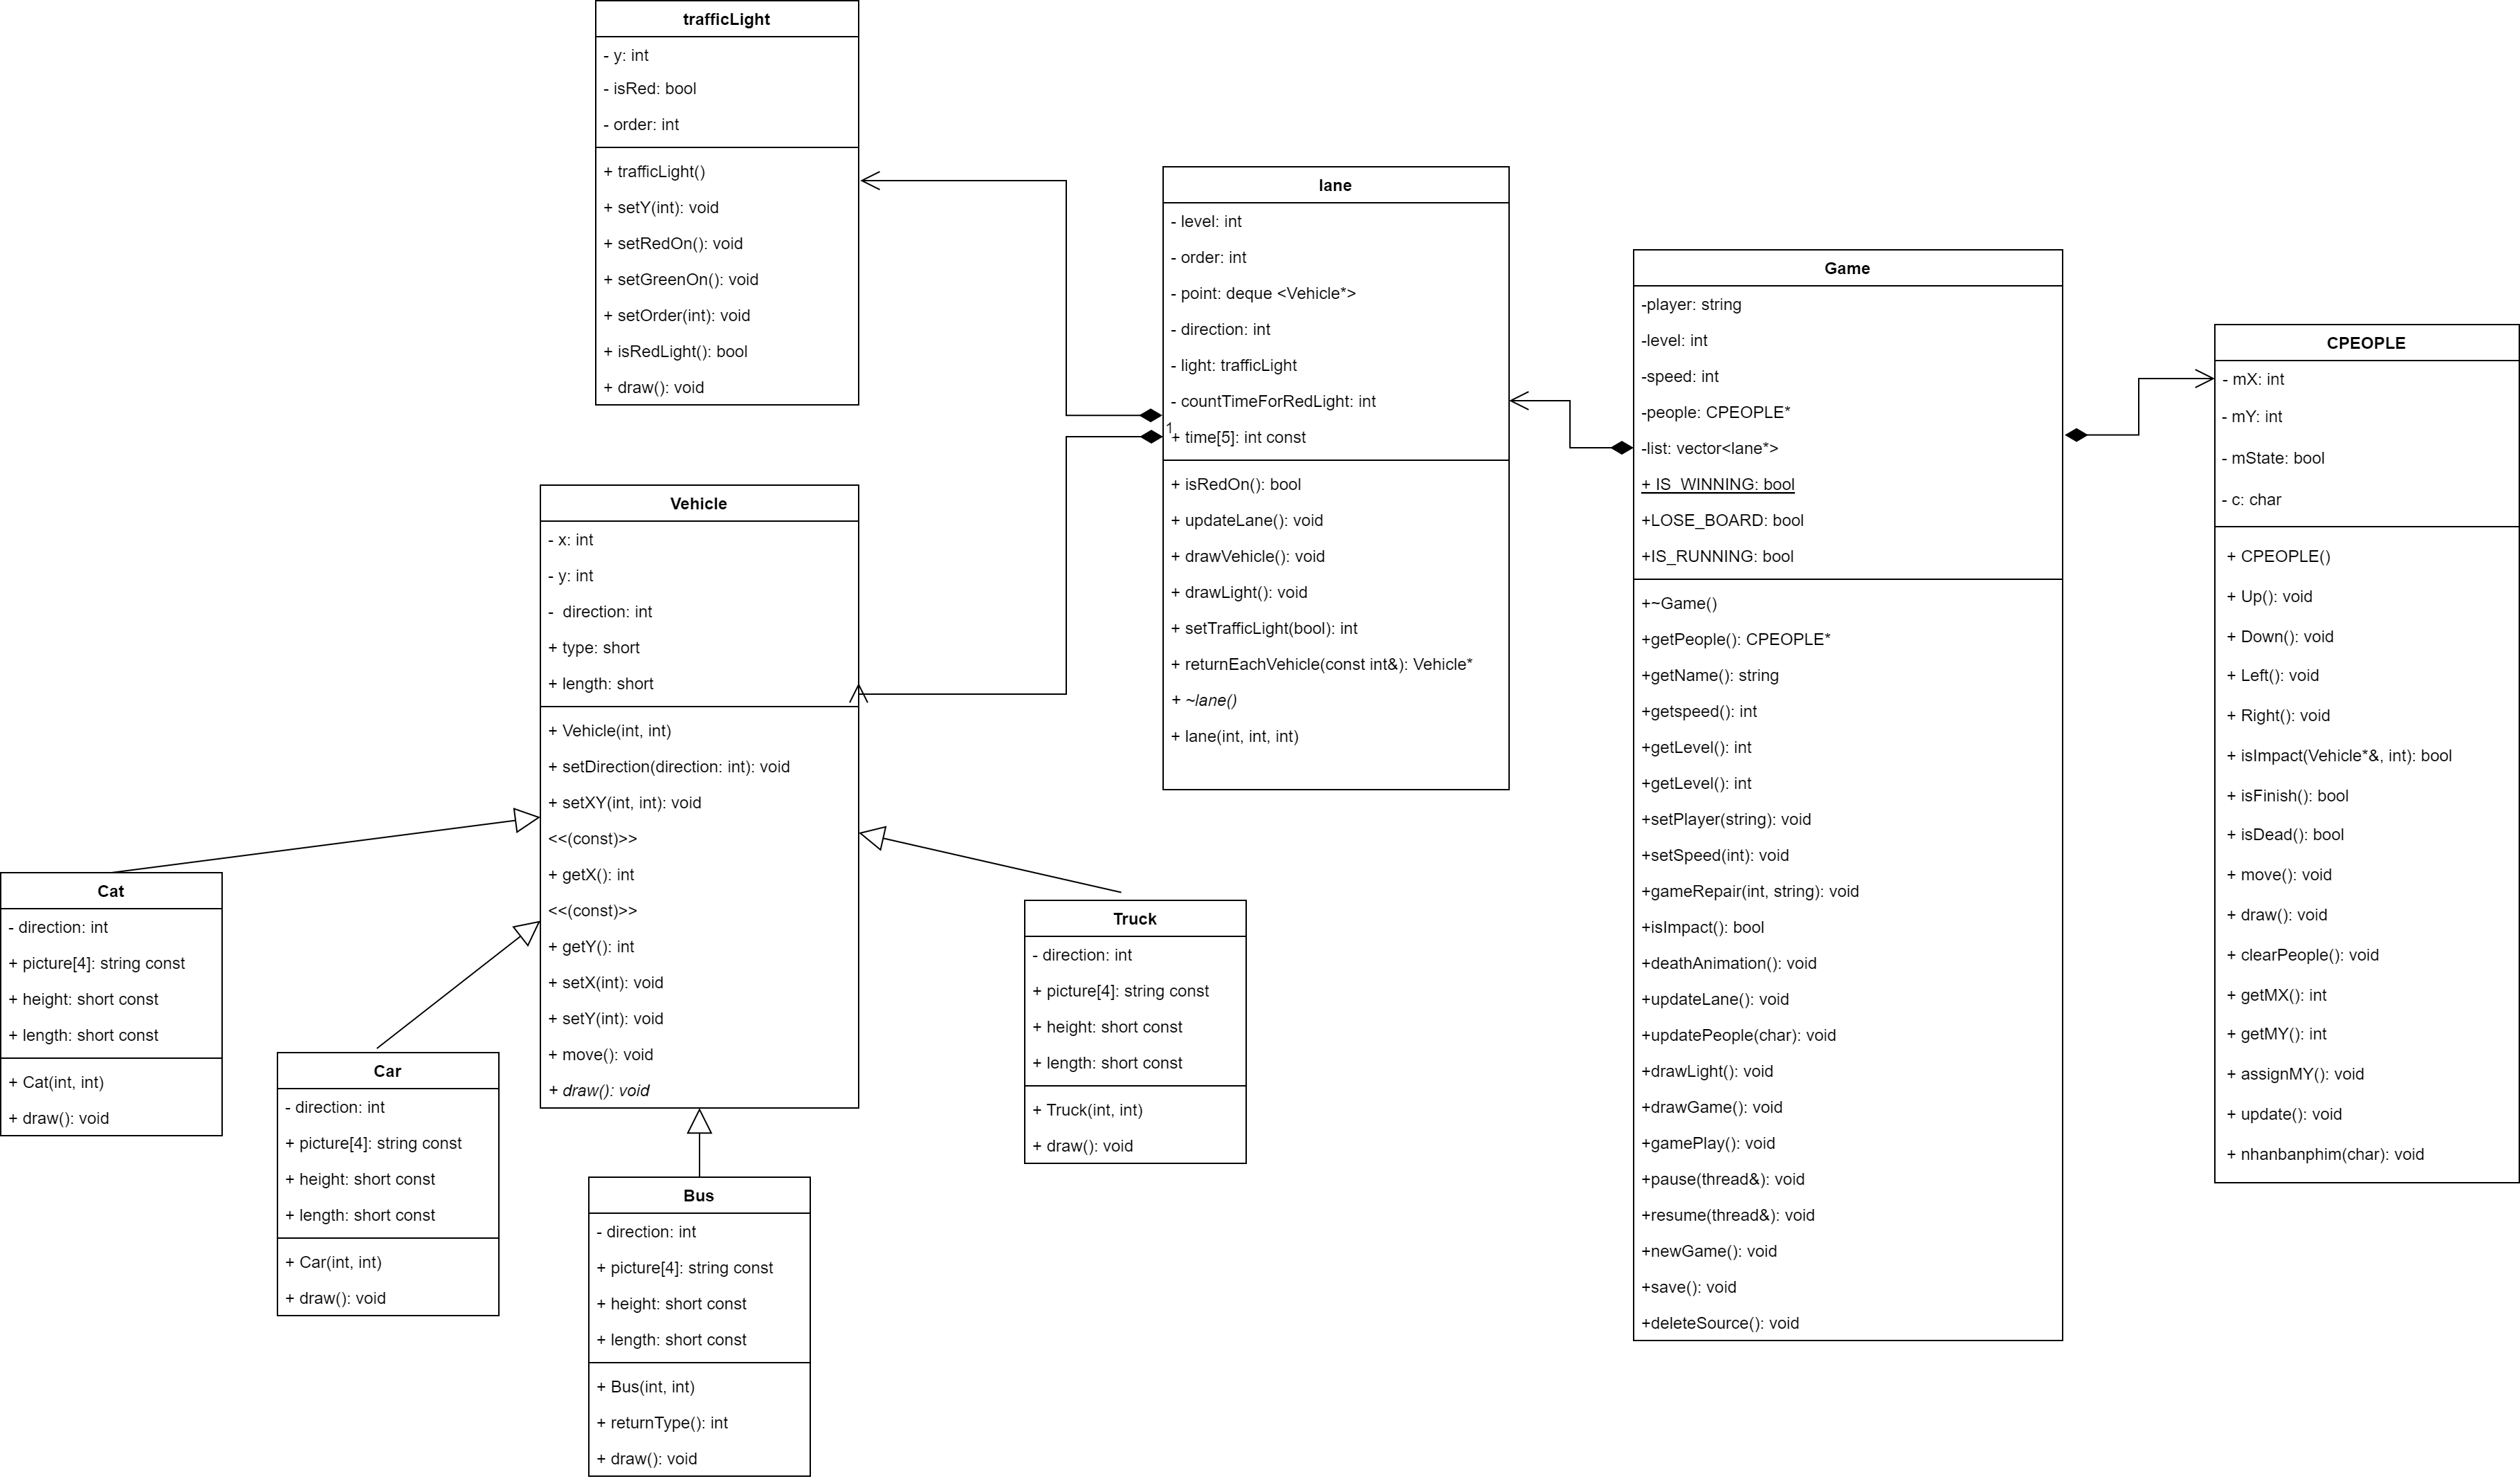 trafficLight
- y: int
- isRed: bool
- order: int
+ trafficLight()
+ setY(int): void
+ setRedOn(): void
+ setGreenOn(): void
+ setOrder(int): void
+ isRedLight(): bool
+ draw(): void
Vehicle
- x: int
- y: int
-  direction: int
+ type: short
+ length: short
+ Vehicle(int, int)
+ setDirection(direction: int): void
+ setXY(int, int): void
<<(const)>>
+ getX(): int
<<(const)>>
+ getY(): int
+ setX(int): void
+ setY(int): void
+ move(): void
+ draw(): void
Cat
- direction: int
+ picture[4]: string const
+ height: short const
+ length: short const
+ Cat(int, int)
+ draw(): void
Car
- direction: int
+ picture[4]: string const
+ height: short const
+ length: short const
+ Car(int, int)
+ draw(): void
Bus
- direction: int
+ picture[4]: string const
+ height: short const
+ length: short const
+ Bus(int, int)
+ returnType(): int
+ draw(): void
Truck
- direction: int
+ picture[4]: string const
+ height: short const
+ length: short const
+ Truck(int, int)
+ draw(): void
lane
- level: int
- order: int
- point: deque <Vehicle*>
- direction: int
- light: trafficLight
- countTimeForRedLight: int
1
+ time[5]: int const
+ isRedOn(): bool
+ updateLane(): void
+ drawVehicle(): void
+ drawLight(): void
+ setTrafficLight(bool): int
+ returnEachVehicle(const int&): Vehicle*
+ ~lane()
+ lane(int, int, int)
Game
-player: string
-level: int
-speed: int
-people: CPEOPLE*
-list: vector<lane*>
+ IS_WINNING: bool
+LOSE_BOARD: bool
+IS_RUNNING: bool
+~Game()
+getPeople(): CPEOPLE*
+getName(): string
+getspeed(): int
+getLevel(): int
+getLevel(): int
+setPlayer(string): void
+setSpeed(int): void
+gameRepair(int, string): void
+isImpact(): bool
+deathAnimation(): void
+updateLane(): void
+updatePeople(char): void
+drawLight(): void
+drawGame(): void
+gamePlay(): void
+pause(thread&): void
+resume(thread&): void
+newGame(): void
+save(): void
+deleteSource(): void
CPEOPLE
- mX: int
- mY: int
- mState: bool
- c: char
+ CPEOPLE()
+ Up(): void
+ Down(): void
+ Left(): void
+ Right(): void
+ isImpact(Vehicle*&, int): bool
+ isFinish(): bool
+ isDead(): bool
+ move(): void
+ draw(): void
+ clearPeople(): void
+ getMX(): int
+ getMY(): int
+ assignMY(): void
+ update(): void
+ nhanbanphim(char): void